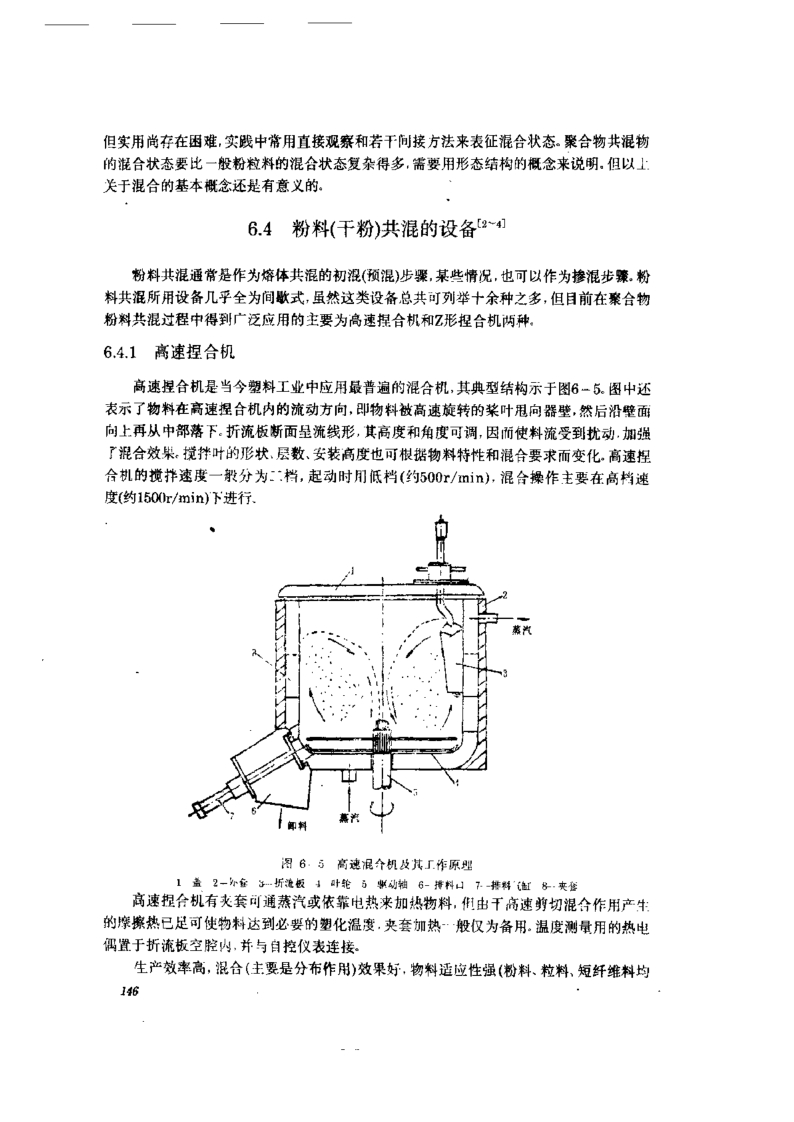 但实用尚存在困难,实践中常用直接观察和若干间接方法来表征混合状态。聚合物共混物
的混合状态要比一般粉粒料的混合状态复杂得多,需要用形态结构的概念来说明。但以上
关于混合的基本概念还是有意义的。
6.4 粉料(干粉)共混的设备[2~4]
粉料共混通常是作为熔体共混的初混(预混)步骤,某些情况,也可以作为掺混步骤。粉
料共混所用设备几乎全为间歇式,虽然这类设备总共可列举十余种之多,但目前在聚合物
粉料共混过程中得到广泛应用的主要为高速捏合机和Z形捏合机两种。
6.4.1 高速捏合机
高速捏合机是当今塑料工业中应用最普遍的混合机,其典型结构示于图6-5。图中还
表示了物料在高速捏合机内的流动方向,即物料被高速旋转的桨叶甩向器壁,然后沿壁面
向上再从中部落下。折流板断面呈流线形,其高度和角度可调,因而使料流受到扰动,加强
了混合效果。搅拌叶的形状、层数、安装高度也可根据物料特性和混合要求而变化。高速捏
合机的搅拌速度一般分为二档,起动时用低档(约500r/min),混合操作主要在高档速
度(约1500r/min)下进行。
1
2
蒸汽
3
4
5
6
7
卸料
蒸汽
图 6-5 高速混合机及其工作原理
1 盖 2-外套 3-折流板 4 叶轮 5 驱动轴 6-排料口 7-排料气缸 8-夹套
高速捏合机有夹套可通蒸汽或依靠电热来加热物料,但由于高速剪切混合作用产生
的摩擦热已足可使物料达到必要的塑化温度,夹套加热一般仅为备用。温度测量用的热电
偶置于折流板空腔内,并与自控仪表连接。
生产效率高,混合(主要是分布作用)效果好,物料适应性强(粉料、粒料、短纤维料均
146